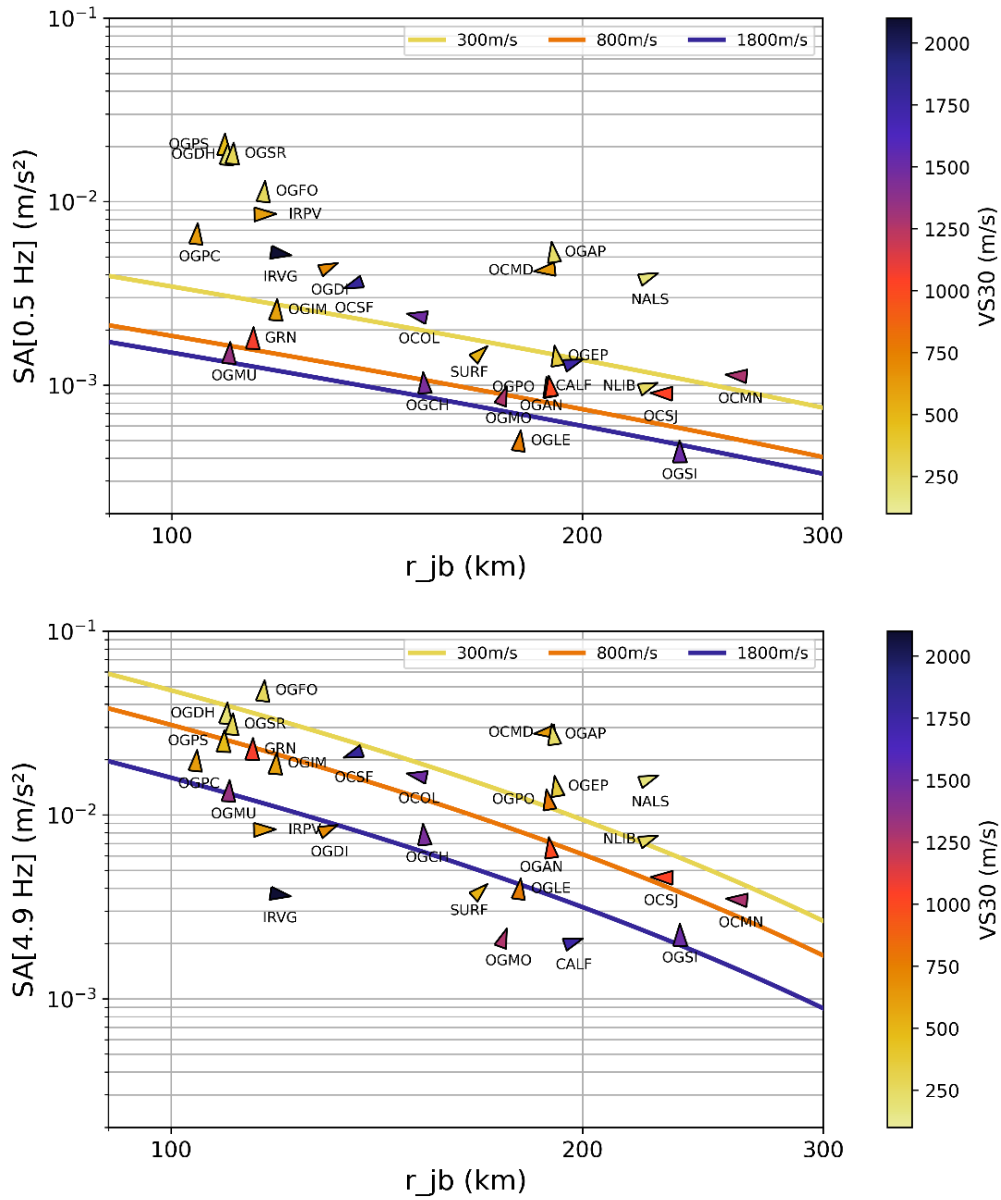 10⁻¹
300m/s 800m/s 1800m/s
2000
OGPS
OGDH OGSR
1750
SA[0.5 Hz] (m/s²)
10⁻²
OGFO
IRPV
1500
OGPC
IRVG
OGDI
OCSF
OCMD OGAP
NALS
1250
VS30 (m/s)
OGIM
GRN
OCOL
1000
OGMU
SURF
OGEP
10⁻³
OGCH
OGPO CALF
NLIB
OCMN
750
OGMO OGAN
OCSJ
OGLE
500
OGSI
250
100 200 300
r_jb (km)
10⁻¹
300m/s 800m/s 1800m/s
2000
OGFO
OGDH
OGSR
1750
SA[4.9 Hz] (m/s²)
OGPS GRN
OGIM
OCMD OGAP
OGPC
OCSF
OCOL
1500
10⁻²
OGMU
IRPV
OGDI
OGPO OGEP
NALS
1250
VS30 (m/s)
OGCH
OGAN
NLIB
IRVG
SURF OGLE
OCSJ
OCMN
1000
OGMO
CALF
OGSI
750
10⁻³
500
250
100 200 300
r_jb (km)